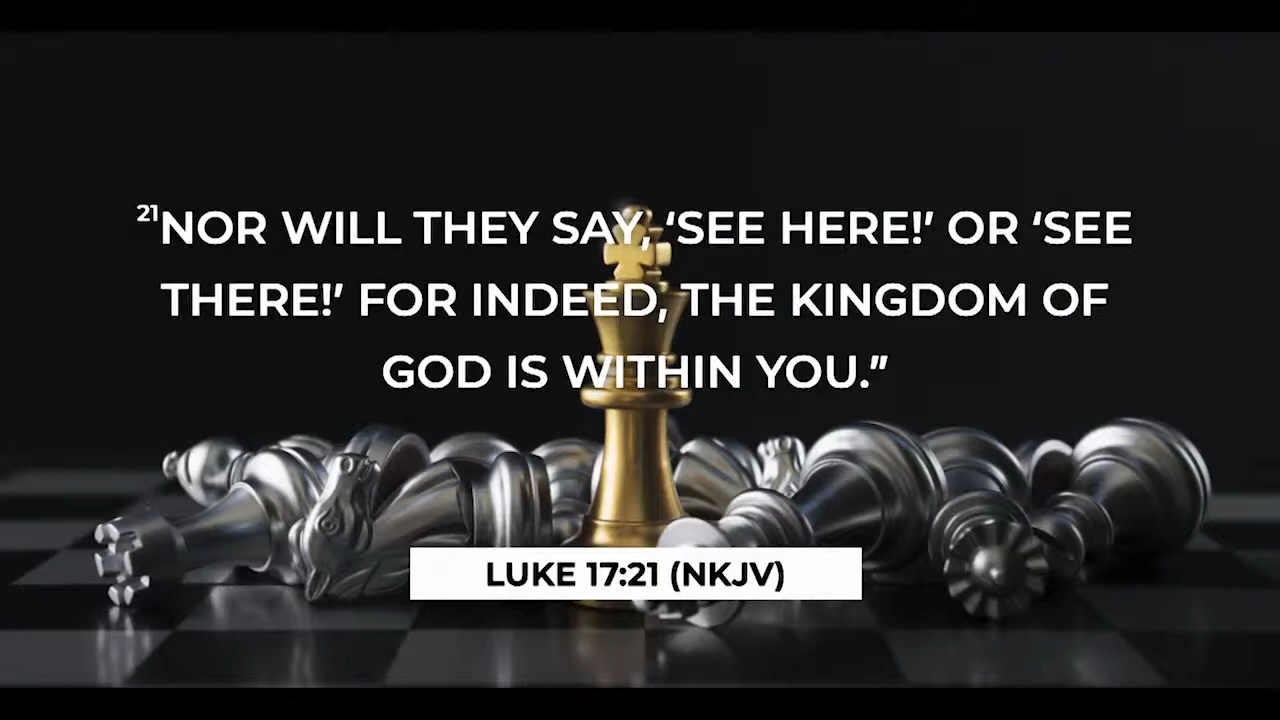 ²¹NOR WILL THEY SAY, ‘SEE HERE!’ OR ‘SEE
THERE!’ FOR INDEED, THE KINGDOM OF
GOD IS WITHIN YOU.”
LUKE 17:21 (NKJV)